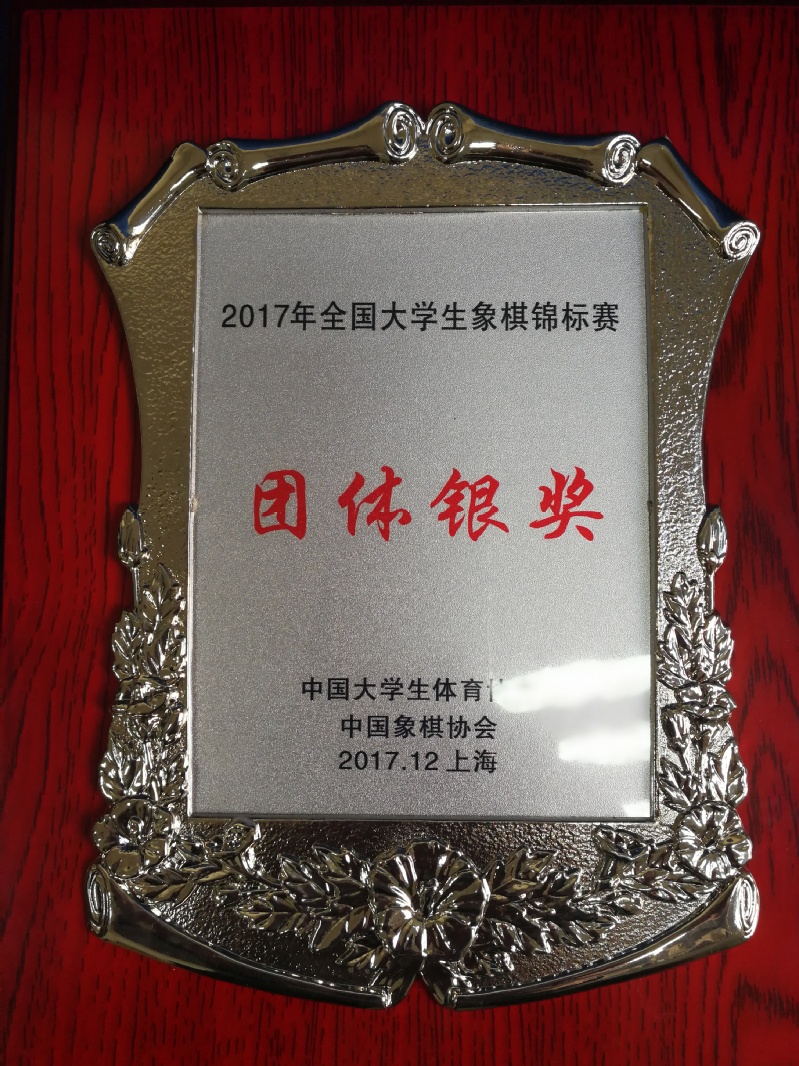 2017年全国大学生象棋锦标赛
团体银奖
中国大学生体育
中国象棋协会
2017.12 上海